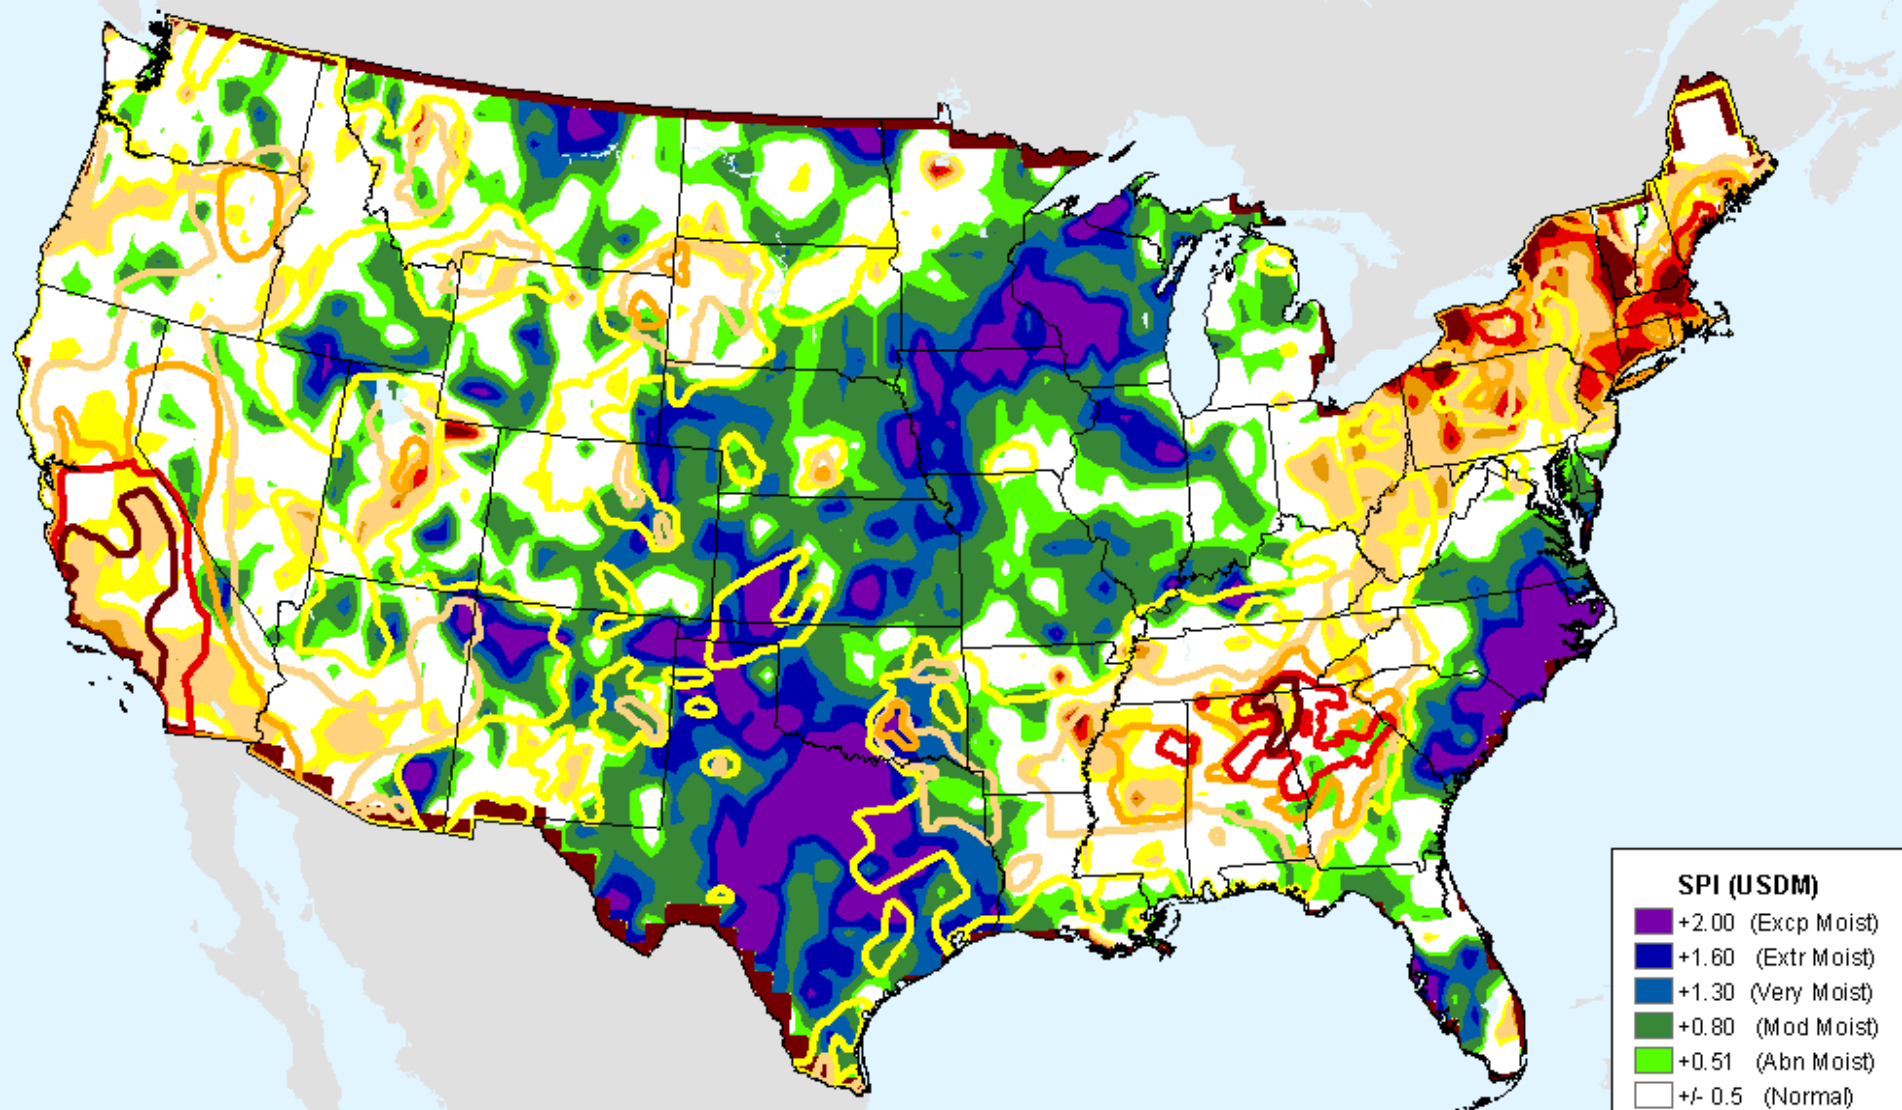 SPI (USDM)
+2.00 (Excp Moist)
+1.60 (Extr Moist)
+1.30 (Very Moist)
+0.80 (Mod Moist)
+0.51 (Abn Moist)
+/- 0.5 (Normal)